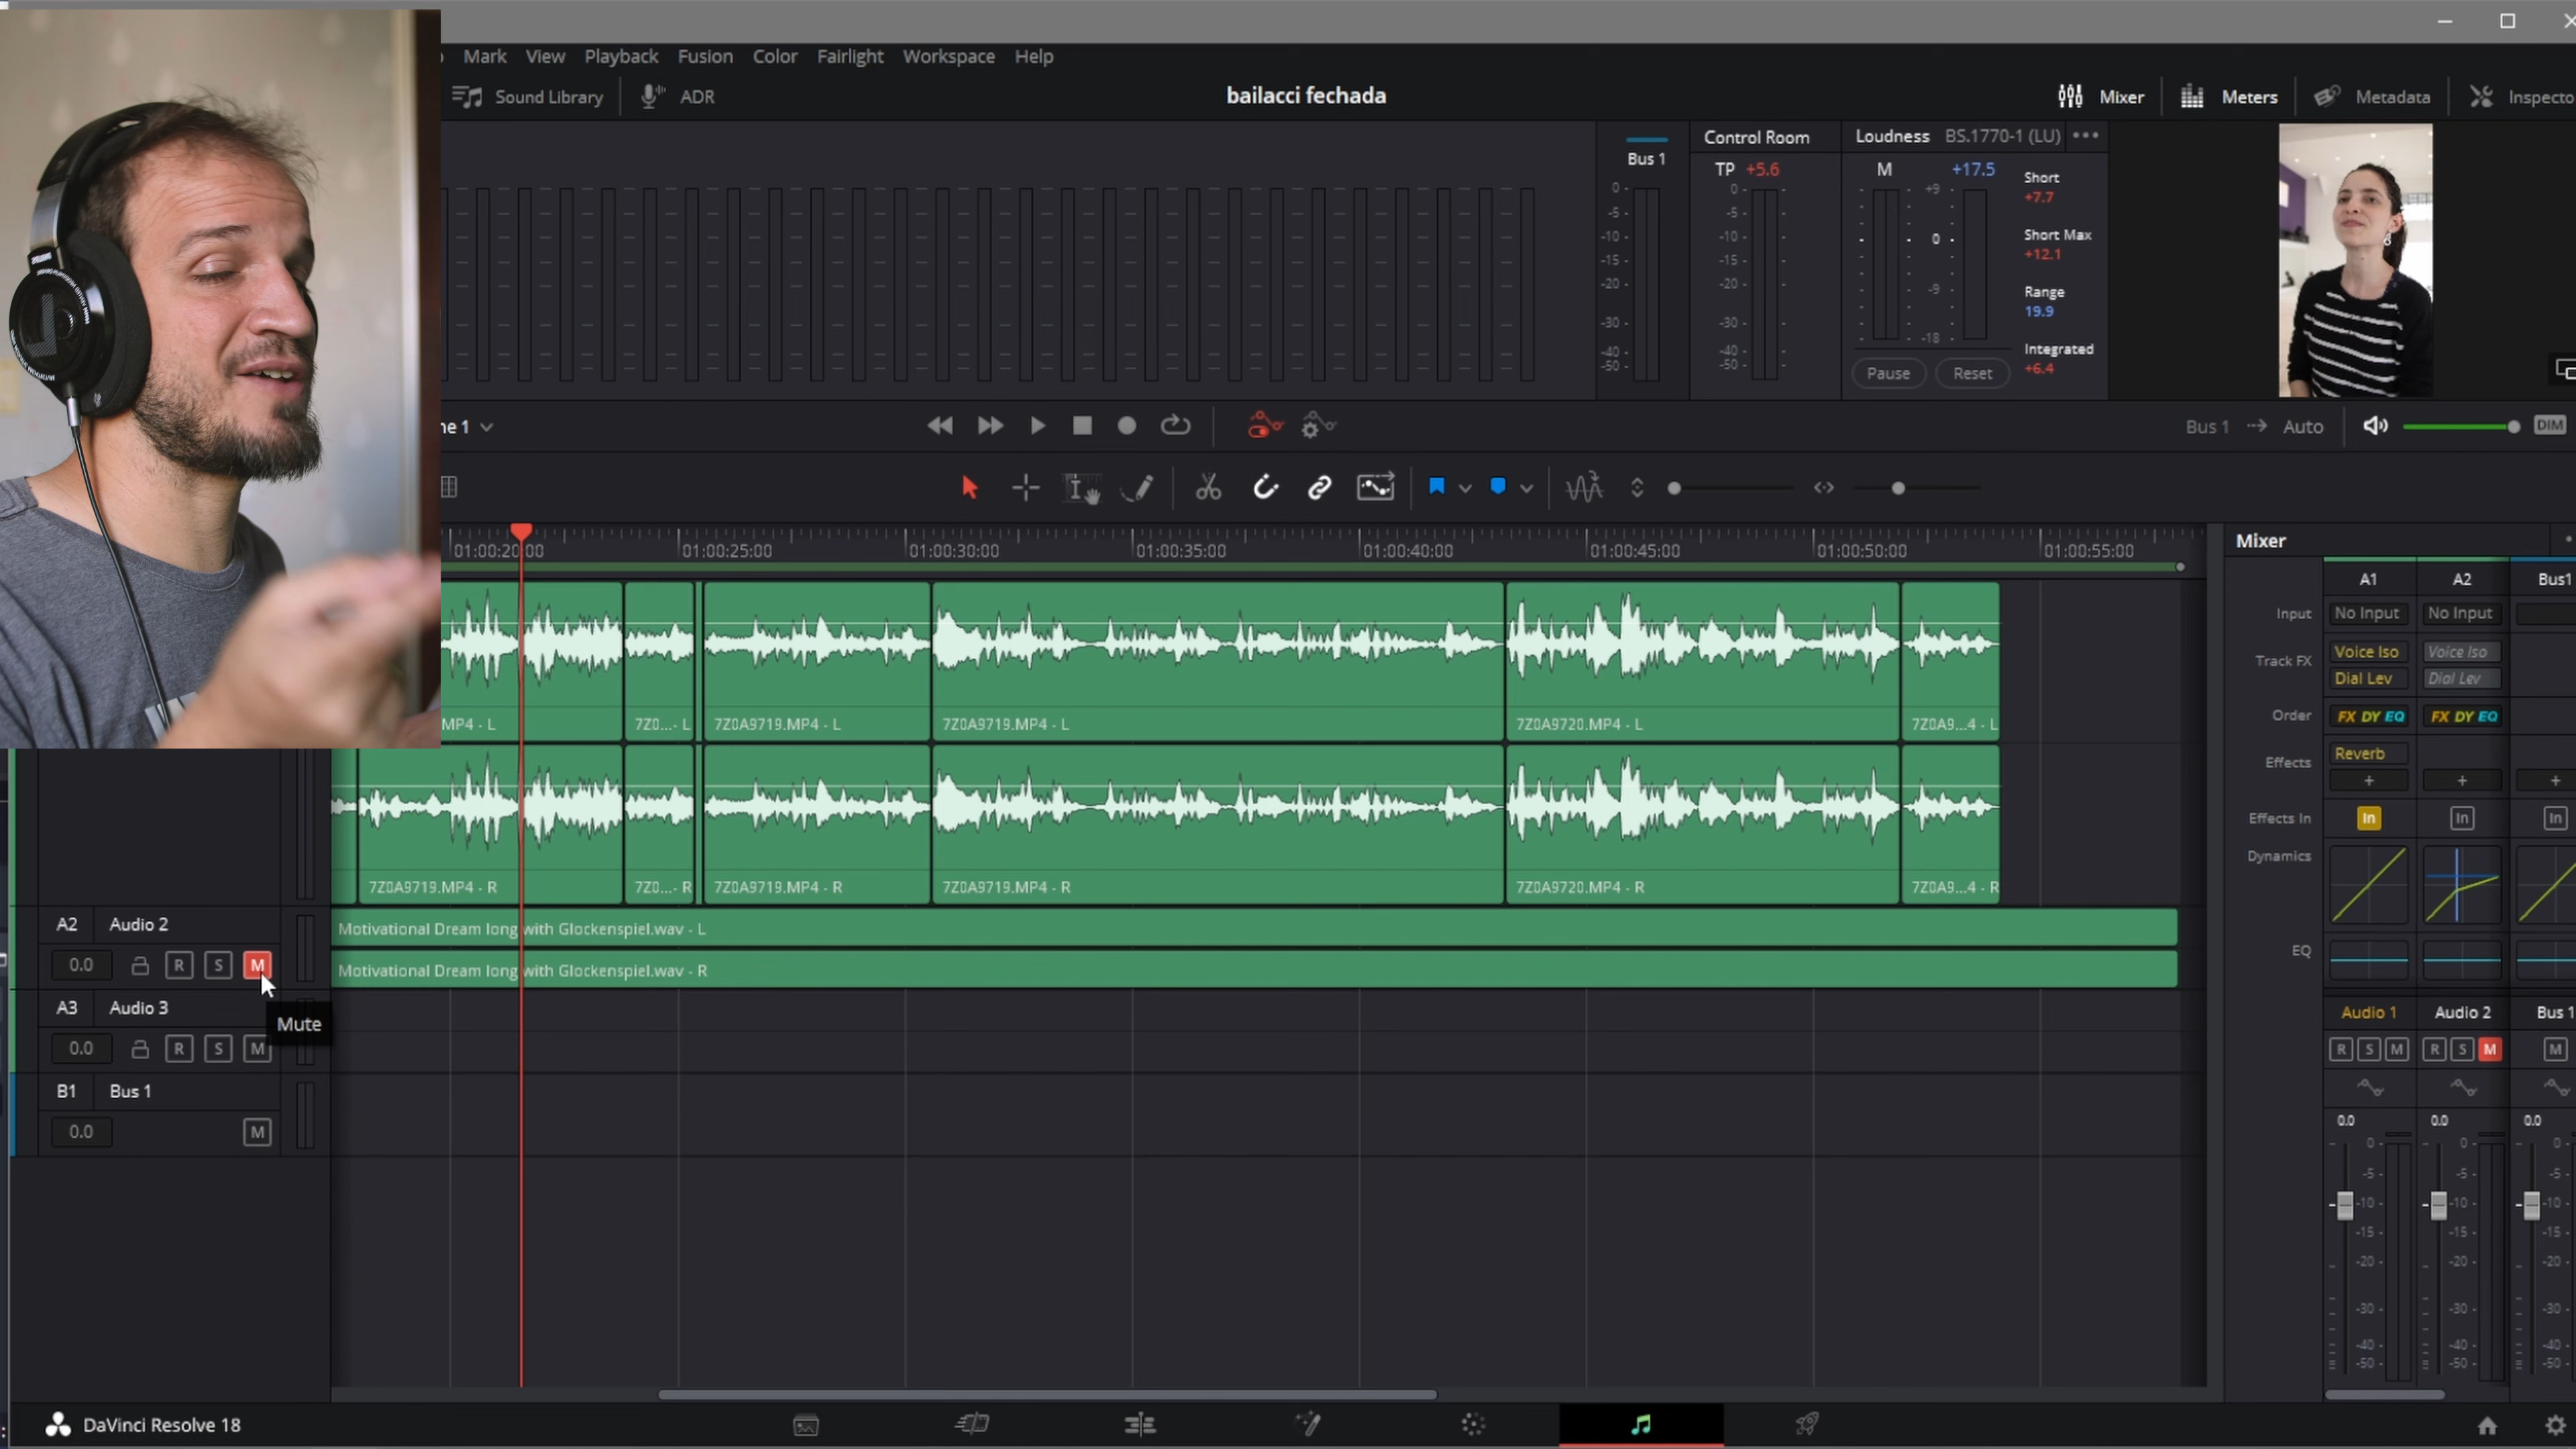 Mark View Playback Fusion Color Fairlight Workspace Help
Sound Library ADR
bailacci fechada
Mixer Meters Metadata Inspecto
Bus 1
0
-5
-10
-15
-20
-30
-40
-50
Control Room
TP +5.6
0
-5
-10
-15
-20
-30
-40
-50
Loudness BS.1770-1 (LU)
M +17.5
+9
0
-9
-18
Pause Reset
Short
+7.7
Short Max
+12.1
Range
19.9
Integrated
+6.4
ne 1
Bus 1 Auto DIM
01:00:20:00 01:00:25:00 01:00:30:00 01:00:35:00 01:00:40:00 01:00:45:00 01:00:50:00 01:00:55:00
MP4 - L 7Z0...- L 7Z0A9719.MP4 - L 7Z0A9719.MP4 - L 7Z0A9720.MP4 - L 7Z0A9...4 - L
7Z0A9719.MP4 - R 7Z0...- R 7Z0A9719.MP4 - R 7Z0A9719.MP4 - R 7Z0A9720.MP4 - R 7Z0A9...4 - R
A2 Audio 2
0.0 R S M
Motivational Dream long with Glockenspiel.wav - L
Motivational Dream long with Glockenspiel.wav - R
A3 Audio 3
0.0 R S M
Mute
B1 Bus 1
0.0 M
Mixer
A1 A2 Bus1
Input No Input No Input
Track FX Voice Iso Voice Iso
Dial Lev Dial Lev
Order FX DY EQ FX DY EQ
Effects Reverb
+ + +
Effects In In In In
Dynamics
EQ
Audio 1 Audio 2 Bus 1
R S M R S M M
0.0 0.0 0.0
0 0 0
-5 -5 -5
-10 -10 -10
-15 -15 -15
-20 -20 -20
-30 -30 -30
-40 -40 -40
-50 -50 -50
DaVinci Resolve 18